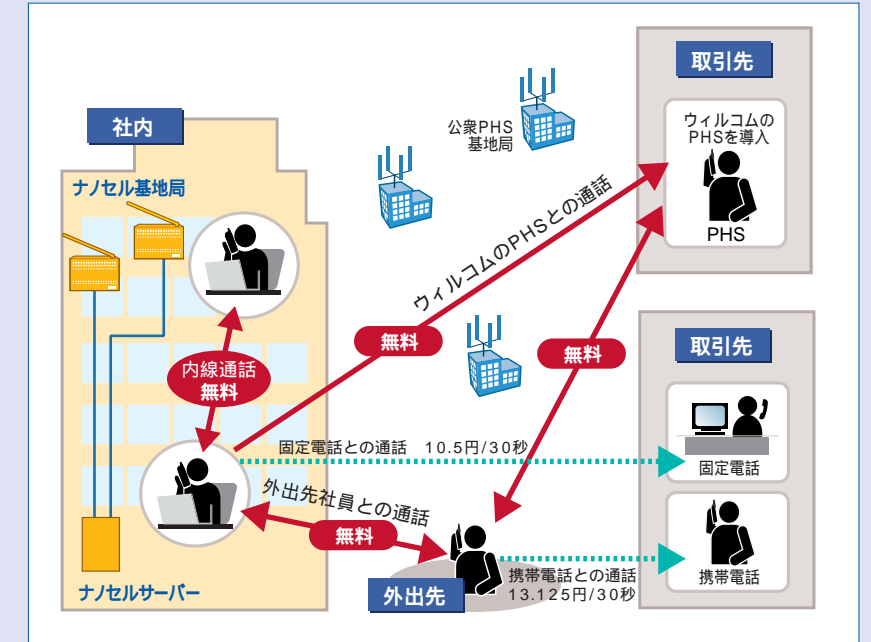 取引先
ウィルコムの
PHSを導入
PHS
公衆PHS
基地局
社内
ナノセル基地局
ウィルコムのPHSとの通話
無料
無料
内線通話
無料
取引先
固定電話との通話 10.5円/30秒
固定電話
外出先社員との通話
無料
携帯電話との通話
13.125円/30秒
携帯電話
外出先
ナノセルサーバー